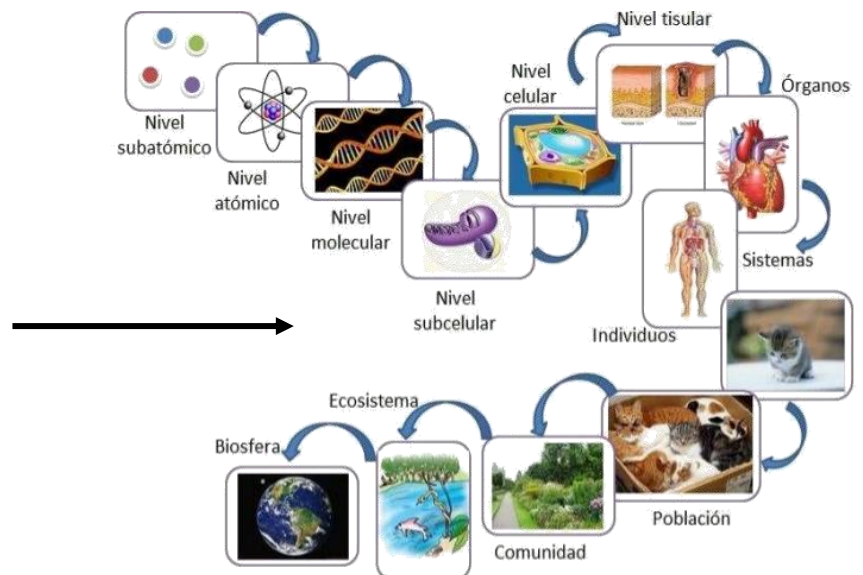 Nivel
subatómico
Nivel
atómico
Nivel
molecular
Nivel
subcelular
Nivel
celular
Nivel tisular
Órganos
Sistemas
Individuos
Población
Comunidad
Ecosistema
Biosfera